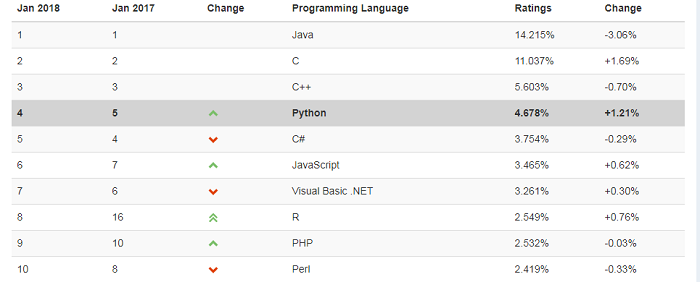 Jan 2018 Jan 2017 Change Programming Language Ratings Change
1 1 Java 14.215% -3.06%
2 2 C 11.037% +1.69%
3 3 C++ 5.603% -0.70%
4 5 Python 4.678% +1.21%
5 4 C# 3.754% -0.29%
6 7 JavaScript 3.465% +0.62%
7 6 Visual Basic .NET 3.261% +0.30%
8 16 R 2.549% +0.76%
9 10 PHP 2.532% -0.03%
10 8 Perl 2.419% -0.33%